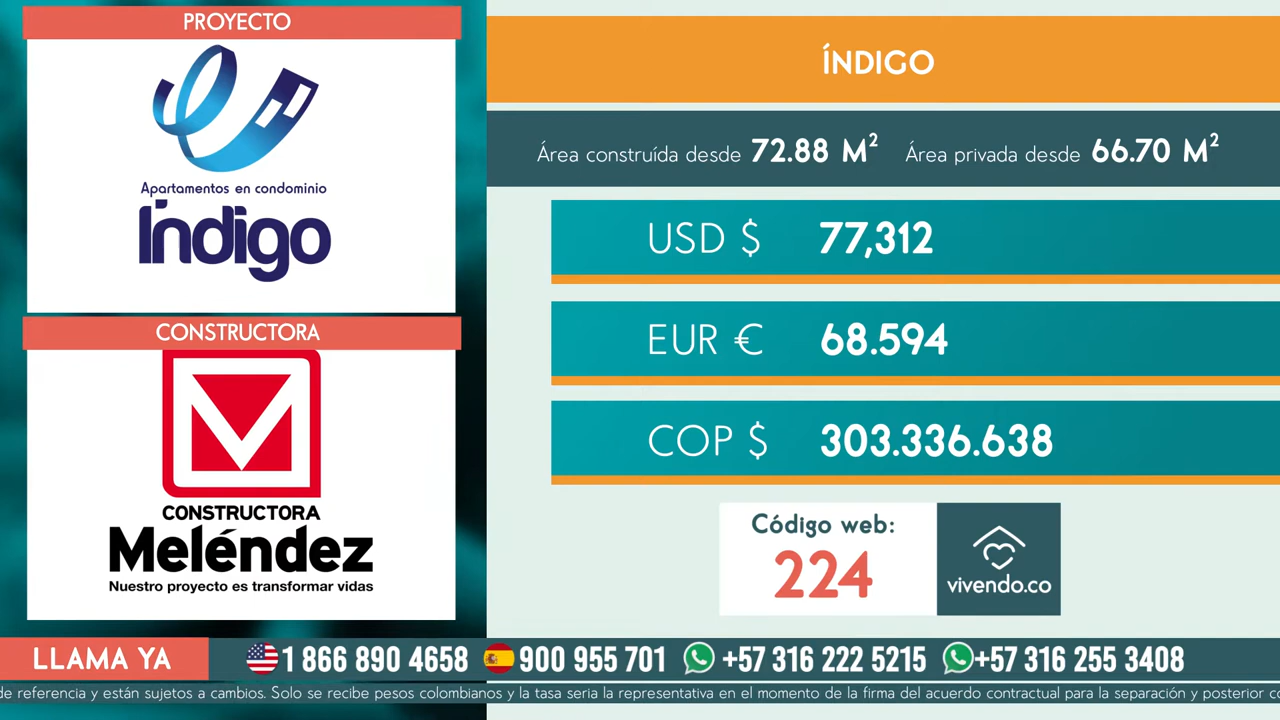 PROYECTO
Apartamentos en condominio
Índigo
CONSTRUCTORA
CONSTRUCTORA
Meléndez
Nuestro proyecto es transformar vidas
ÍNDIGO
Área construída desde 72.88 M² Área privada desde 66.70 M²
USD $ 77,312
EUR € 68.594
COP $ 303.336.638
Código web:
224
vivendo.co
LLAMA YA 1 866 890 4658 900 955 701 +57 316 222 5215 +57 316 255 3408
de referencia y están sujetos a cambios. Solo se recibe pesos colombianos y la tasa seria la representativa en el momento de la firma del acuerdo contractual para la separación y posterior